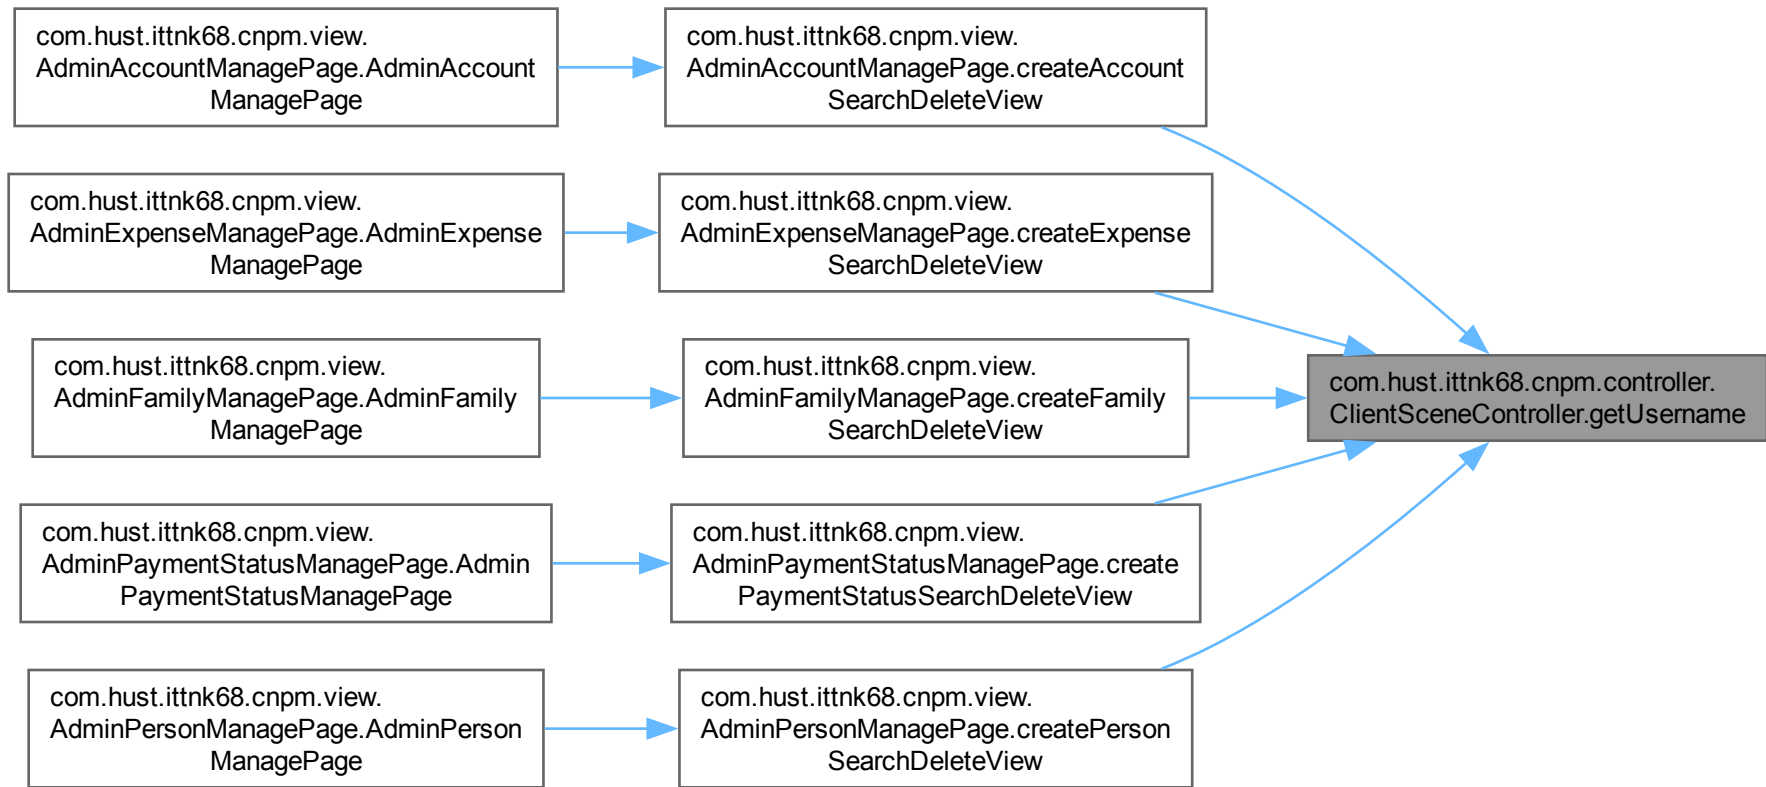 com.hust.ittnk68.cnpm.view.
AdminAccountManagePage.AdminAccount
ManagePage
com.hust.ittnk68.cnpm.view.
AdminAccountManagePage.createAccount
SearchDeleteView
com.hust.ittnk68.cnpm.view.
AdminExpenseManagePage.AdminExpense
ManagePage
com.hust.ittnk68.cnpm.view.
AdminExpenseManagePage.createExpense
SearchDeleteView
com.hust.ittnk68.cnpm.view.
AdminFamilyManagePage.AdminFamily
ManagePage
com.hust.ittnk68.cnpm.view.
AdminFamilyManagePage.createFamily
SearchDeleteView
com.hust.ittnk68.cnpm.controller.
ClientSceneController.getUsername
com.hust.ittnk68.cnpm.view.
AdminPaymentStatusManagePage.Admin
PaymentStatusManagePage
com.hust.ittnk68.cnpm.view.
AdminPaymentStatusManagePage.create
PaymentStatusSearchDeleteView
com.hust.ittnk68.cnpm.view.
AdminPersonManagePage.AdminPerson
ManagePage
com.hust.ittnk68.cnpm.view.
AdminPersonManagePage.createPerson
SearchDeleteView